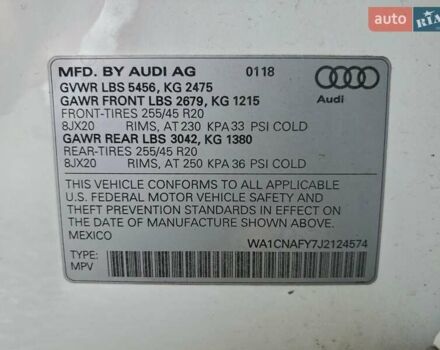 AUTO RIA
MFD. BY AUDI AG 0118
GVWR LBS 5456, KG 2475
GAWR FRONT LBS 2679, KG 1215
FRONT-TIRES 255/45 R20
8JX20 RIMS, AT 230 KPA 33 PSI COLD
GAWR REAR LBS 3042, KG 1380
REAR-TIRES 255/45 R20
8JX20 RIMS, AT 250 KPA 36 PSI COLD
Audi
THIS VEHICLE CONFORMS TO ALL APPLICABLE
U.S. FEDERAL MOTOR VEHICLE SAFETY AND
THEFT PREVENTION STANDARDS IN EFFECT ON
DATE OF MANUFACTURE SHOWN ABOVE.
MEXICO WA1CNAFY7J2124574
TYPE:
MPV